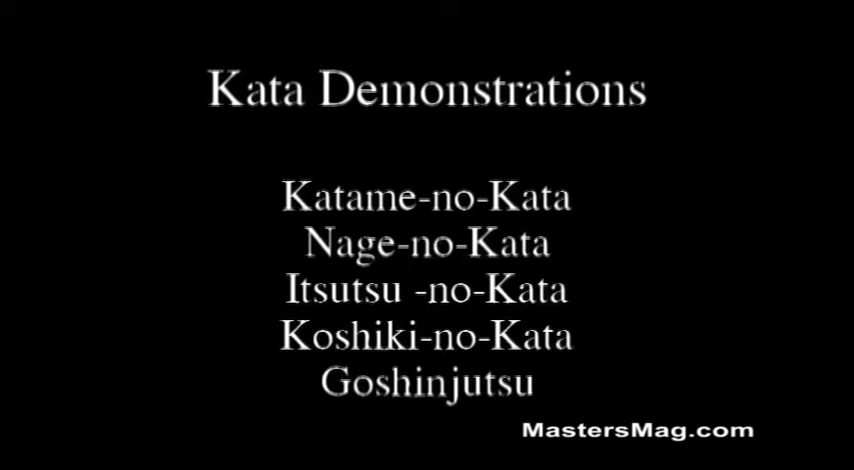 Kata Demonstrations
Katame-no-Kata
Nage-no-Kata
Itsutsu -no-Kata
Koshiki-no-Kata
Goshinjutsu
MastersMag.com